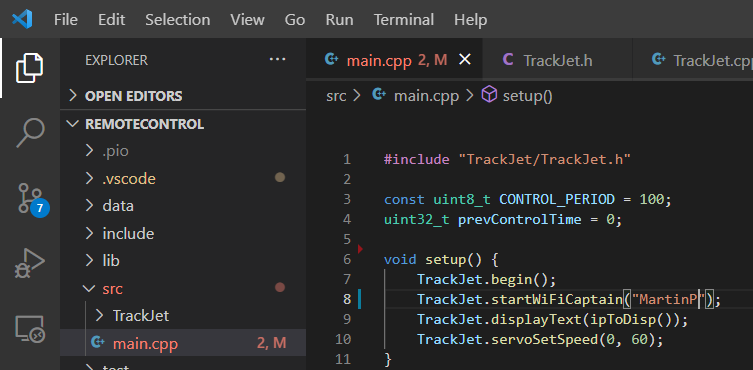 File Edit Selection View Go Run Terminal Help
EXPLORER ...
main.cpp 2, M
TrackJet.h
TrackJet.cpp
OPEN EDITORS
src > main.cpp > setup()
REMOTECONTROL
.pio
.vscode
data
include
lib
src
TrackJet
main.cpp 2, M
7
1 #include "TrackJet/TrackJet.h"
2
3 const uint8_t CONTROL_PERIOD = 100;
4 uint32_t prevControlTime = 0;
5
6 void setup() {
7 TrackJet.begin();
8 TrackJet.startWiFiCaptain("MartinP");
9 TrackJet.displayText(ipToDisp());
10 TrackJet.servoSetSpeed(0, 60);
11 }